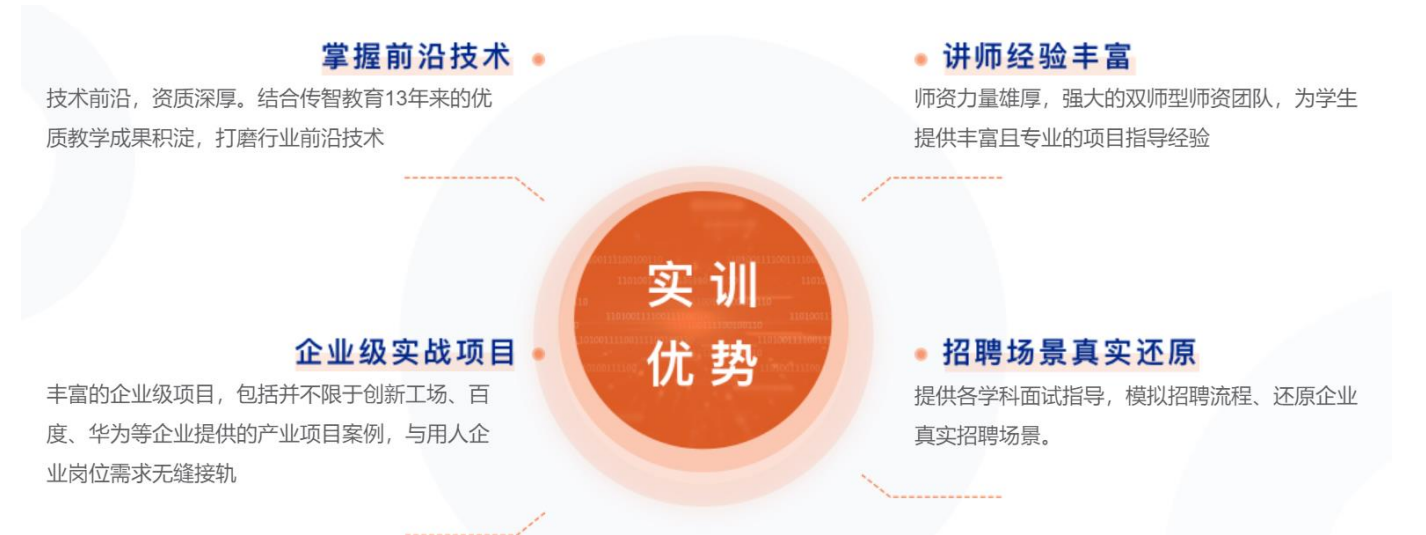 掌握前沿技术
技术前沿，资质深厚。结合传智教育13年来的优
质教学成果积淀，打磨行业前沿技术
讲师经验丰富
师资力量雄厚，强大的双师型师资团队，为学生
提供丰富且专业的项目指导经验
实训
优势
企业级实战项目
丰富的企业级项目，包括并不限于创新工场、百
度、华为等企业提供的产业项目案例，与用人企
业岗位需求无缝接轨
招聘场景真实还原
提供各学科面试指导，模拟招聘流程、还原企业
真实招聘场景。